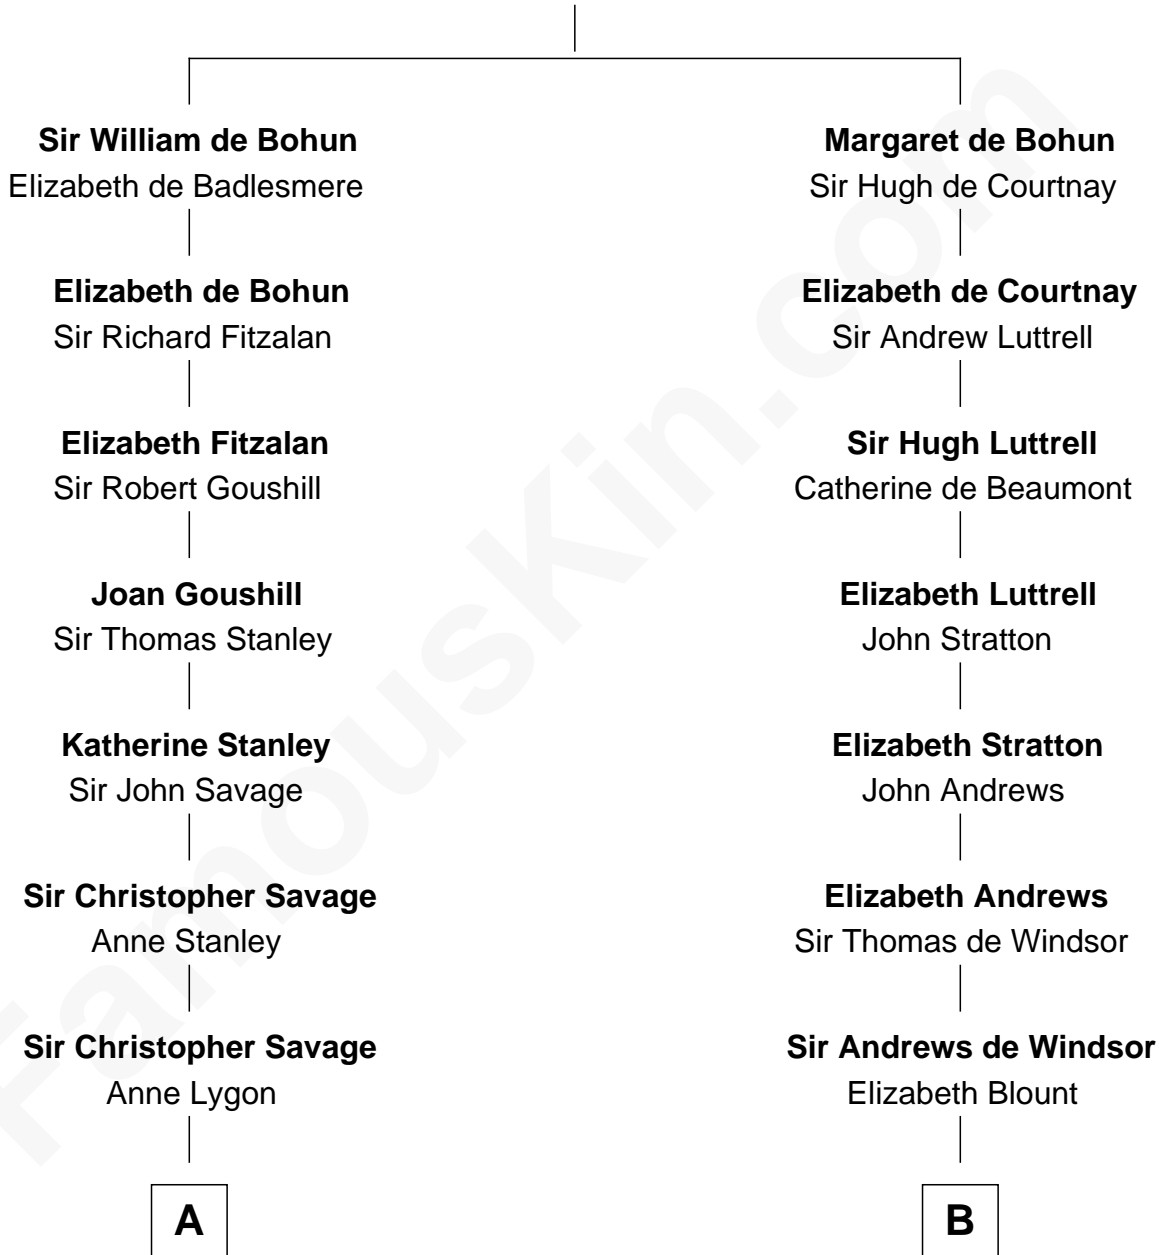 Sir William de Bohun
Elizabeth de Badlesmere
Elizabeth de Bohun
Sir Richard Fitzalan
Elizabeth Fitzalan
Sir Robert Goushill
Joan Goushill
Sir Thomas Stanley
Katherine Stanley
Sir John Savage
Sir Christopher Savage
Anne Stanley
Sir Christopher Savage
Anne Lygon
A
Margaret de Bohun
Sir Hugh de Courtnay
Elizabeth de Courtnay
Sir Andrew Luttrell
Sir Hugh Luttrell
Catherine de Beaumont
Elizabeth Luttrell
John Stratton
Elizabeth Stratton
John Andrews
Elizabeth Andrews
Sir Thomas de Windsor
Sir Andrews de Windsor
Elizabeth Blount
B
FamousKin.com